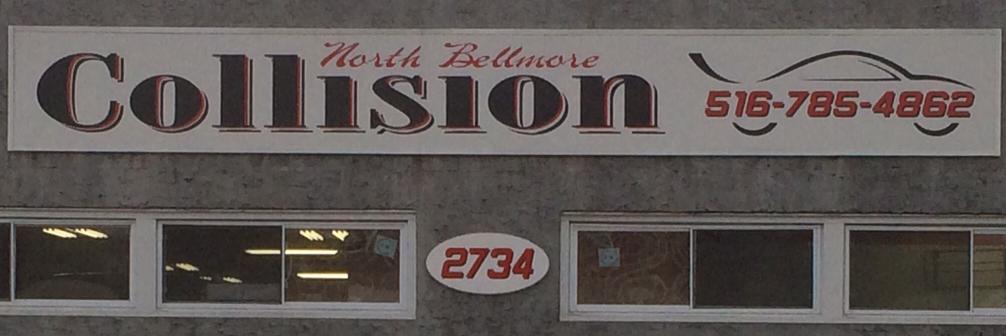 North Bellmore
Collision
516-785-4862
2734